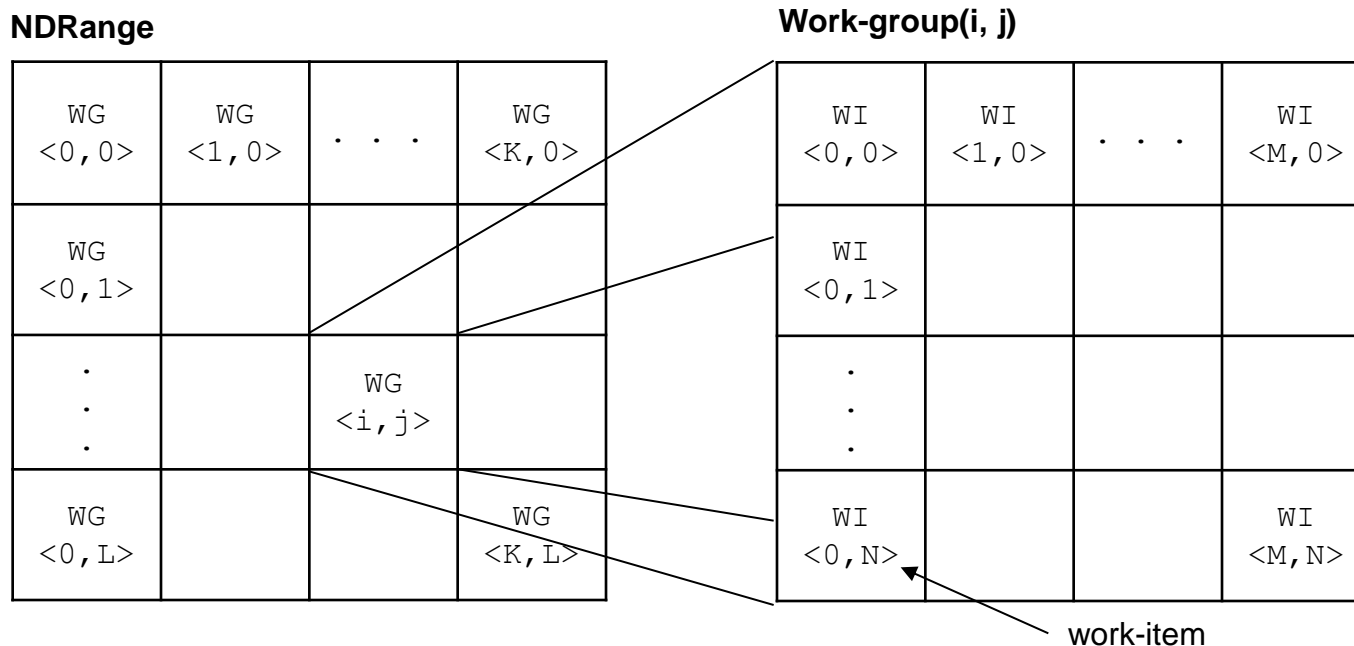 NDRange
WG WG WG
<0,0> <1,0> . . . <K,0>
WG
<0,1>
.
.
.
WG
<i,j>
WG WG
<0,L> <K,L>
Work-group(i, j)
WI WI WI
<0,0> <1,0> . . . <M,0>
WI
<0,1>
.
.
.
WI WI
<0,N> <M,N>
work-item